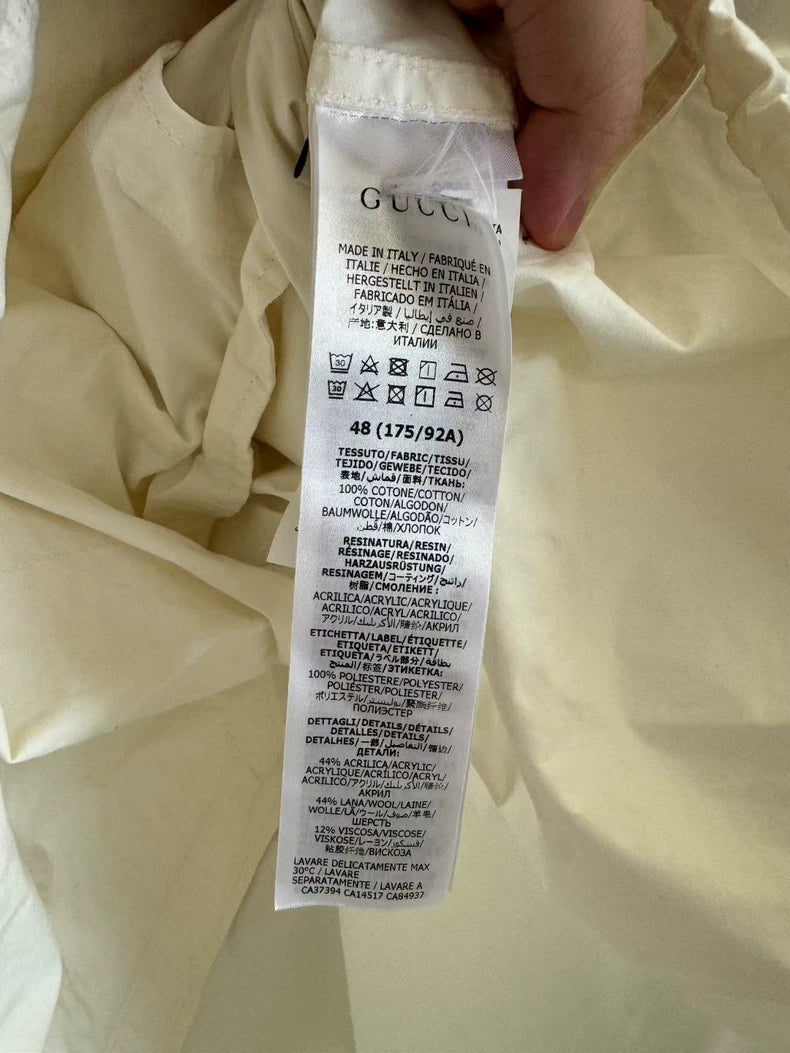 GUCCI
MADE IN ITALY / FABRIQUÉ EN
ITALIE / HECHO EN ITALIA /
HERGESTELLT IN ITALIEN /
FABRICADO EM ITÁLIA /
イタリア製 / صنع في إيطاليا /
产地:意大利 / СДЕЛАНО В
ИТАЛИИ
30
30
48 (175/92A)
TESSUTO/FABRIC/TISSU/
TEJIDO/GEWEBE/TECIDO/
表地/قماش/面料/ТКАНЬ:
100% COTONE/COTTON/
COTON/ALGODON/
BAUMWOLLE/ALGODÃO/コットン/
قطن/棉/ХЛОПОК
RESINATURA/RESIN/
RÉSINAGE/RESINADO/
HARZAUSRÜSTUNG/
RESINAGEM/コーティング/راتنج/
树脂/СМОЛЕНИЕ :
ACRILICA/ACRYLIC/ACRYLIQUE/
ACRILICO/ACRYL/ACRILICO/
アクリル/الأكريليك/腈纶/АКРИЛ
ETICHETTA/LABEL/ÉTIQUETTE/
ETIQUETA/ETIKETT/
ETIQUETA/ラベル部分/بطاقة
المنتج/标签/ЭТИКЕТКА:
100% POLIESTERE/POLYESTER/
POLIÉSTER/POLIESTER/
ポリエステル/بوليستر/聚酯纤维/
ПОЛИЭСТЕР
DETTAGLI/DETAILS/DÉTAILS/
DETALLES/DETAILS/
DETALHES/一部/التفاصيل/镶边/
ДЕТАЛИ:
44% ACRILICA/ACRYLIC/
ACRYLIQUE/ACRÍLICO/ACRYL/
ACRILICO/アクリル/الأكريليك/腈纶/
АКРИЛ
44% LANA/WOOL/LAINE/
WOLLE/LÃ/ウール/صوف/羊毛/
ШЕРСТЬ
12% VISCOSA/VISCOSE/
VISKOSE/レーヨン/فسكوز/
粘胶纤维/ВИСКОЗА
LAVARE DELICATAMENTE MAX
30°C / LAVARE
SEPARATAMENTE / LAVARE A
CA37394 CA14517 CA84937